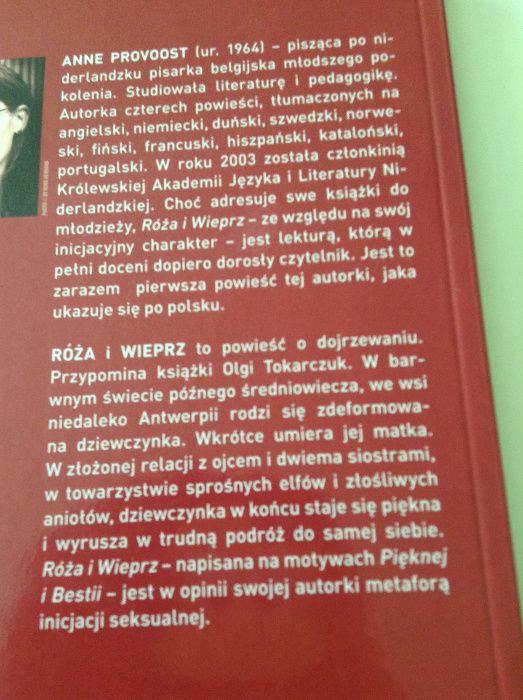 ANNE PROVOOST (ur. 1964) – pisząca po ni-
derlandzku pisarka belgijska młodszego po-
kolenia. Studiowała literaturę i pedagogikę.
Autorka czterech powieści, tłumaczonych na
angielski, niemiecki, duński, szwedzki, norwe-
ski, fiński, francuski, hiszpański, kataloński,
portugalski. W roku 2003 została członkinią
Królewskiej Akademii Języka i Literatury Ni-
derlandzkiej. Choć adresuje swe książki do
młodzieży, Róża i Wieprz – ze względu na swój
inicjacyjny charakter – jest lekturą, którą w
pełni doceni dopiero dorosły czytelnik. Jest to
zarazem pierwsza powieść tej autorki, jaka
ukazuje się po polsku.
RÓŻA i WIEPRZ to powieść o dojrzewaniu.
Przypomina książki Olgi Tokarczuk. W bar-
wnym świecie późnego średniowiecza, we wsi
niedaleko Antwerpii rodzi się zdeformowa-
na dziewczynka. Wkrótce umiera jej matka.
W złożonej relacji z ojcem i dwiema siostrami,
w towarzystwie sprośnych elfów i złośliwych
aniołów, dziewczynka w końcu staje się piękna
i wyrusza w trudną podróż do samej siebie.
Róża i Wieprz – napisana na motywach Pięknej
i Bestii – jest w opinii swojej autorki metaforą
inicjacji seksualnej.